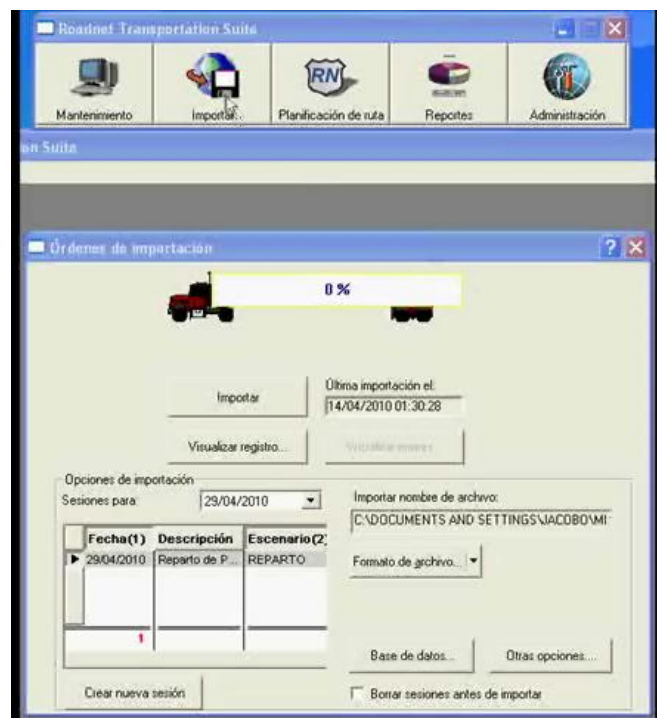 Roadnet Transportation Suite
Mantenimiento
Importar...
RN
Planificación de ruta
Reportes
Administración
on Suite
Órdenes de importación
0 %
Importar
Última importación el:
14/04/2010 01:30:28
Visualizar registro...
Visualizar errores
Opciones de importación
Sesiones para:
29/04/2010
Importar nombre de archivo:
C:\DOCUMENTS AND SETTINGS\JACOBO\MI
Fecha(1) Descripción Escenario(2)
29/04/2010 Reparto de P... REPARTO
1
Formato de archivo...
Base de datos...
Otras opciones....
Crear nueva sesión
Borrar sesiones antes de importar